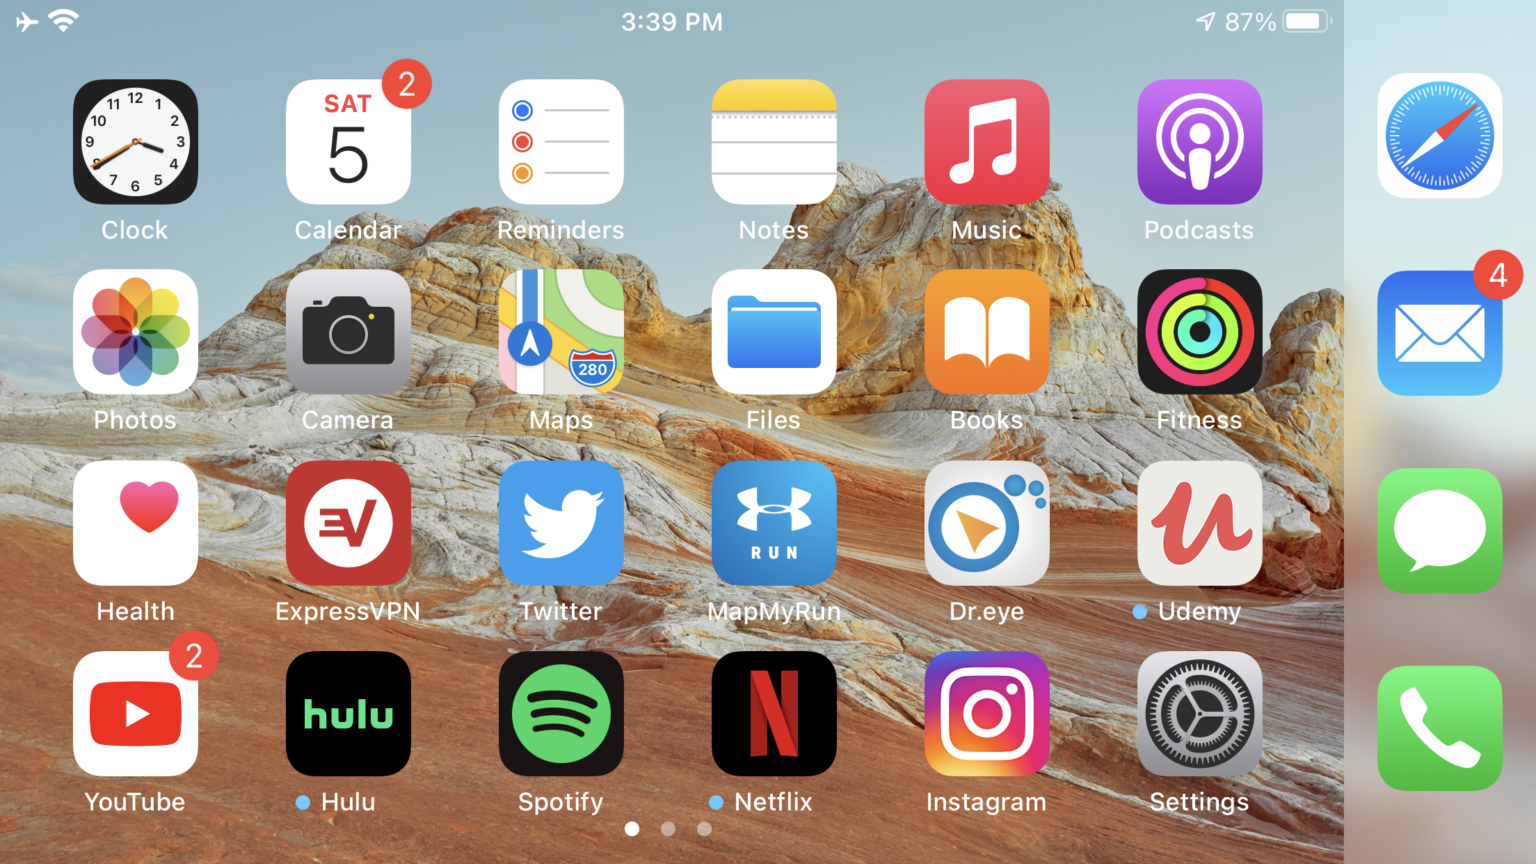 3:39 PM
87%
11 12 1
10 2
9 3
8 4
7 6 5
SAT
5
2
Clock
Calendar
Reminders
Notes
Music
Podcasts
280
4
Photos
Camera
Maps
Files
Books
Fitness
EV
RUN
u
Health
ExpressVPN
Twitter
MapMyRun
Dr.eye
Udemy
2
hulu
N
YouTube
Hulu
Spotify
Netflix
Instagram
Settings